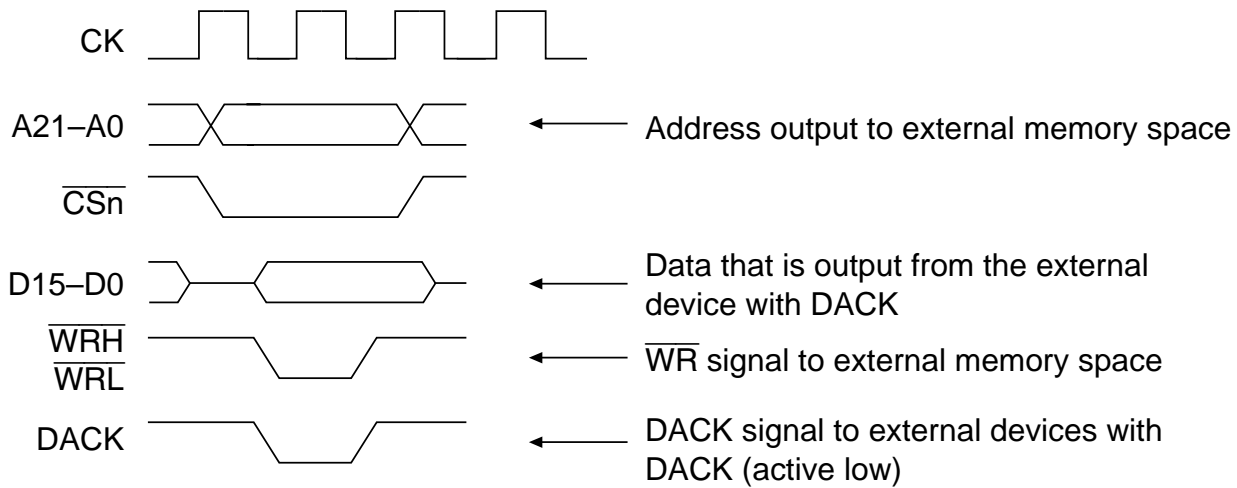 CK
A21–A0
Address output to external memory space
CSn
D15–D0
Data that is output from the external
device with DACK
WRH
WRL
WR signal to external memory space
DACK
DACK signal to external devices with
DACK (active low)